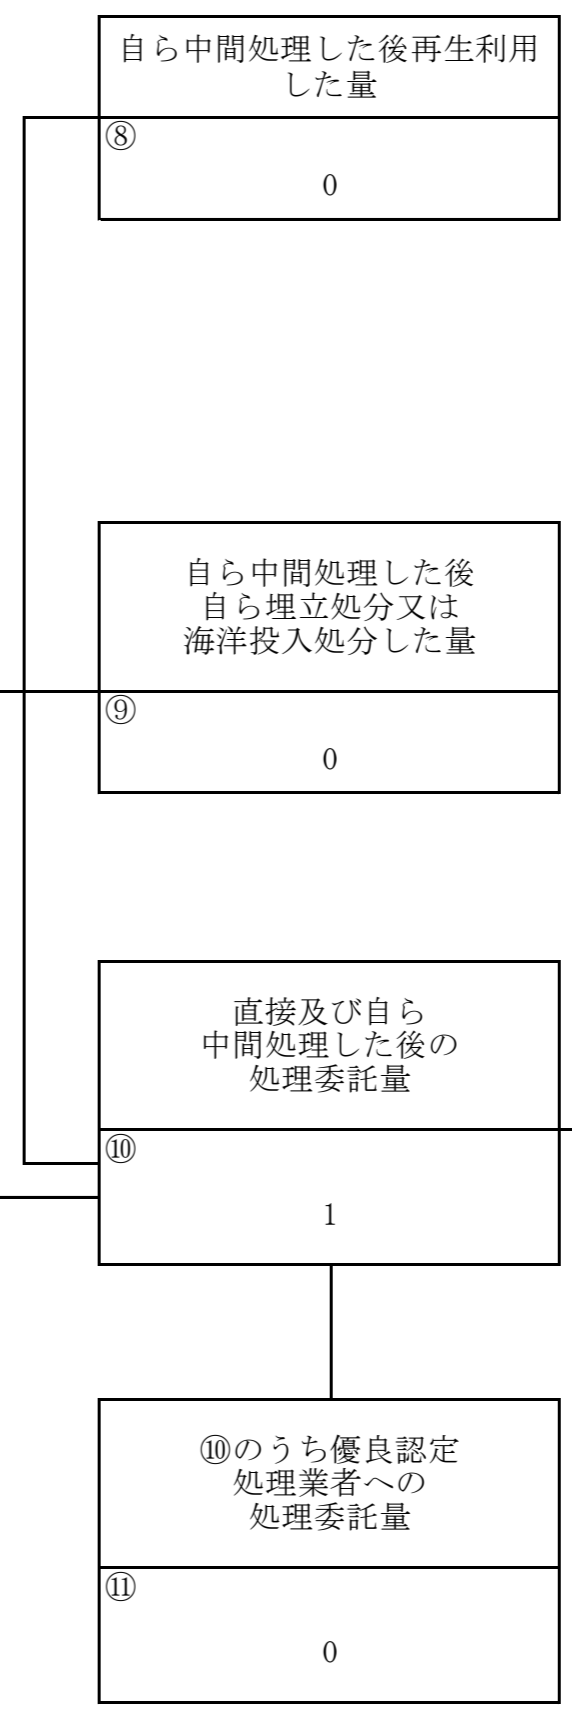 自ら中間処理した後再生利用
した量
⑧
0
自ら中間処理した後
自ら埋立処分又は
海洋投入処分した量
⑨
0
直接及び自ら
中間処理した後の
処理委託量
⑩
1
⑩のうち優良認定
処理業者への
処理委託量
⑪
0